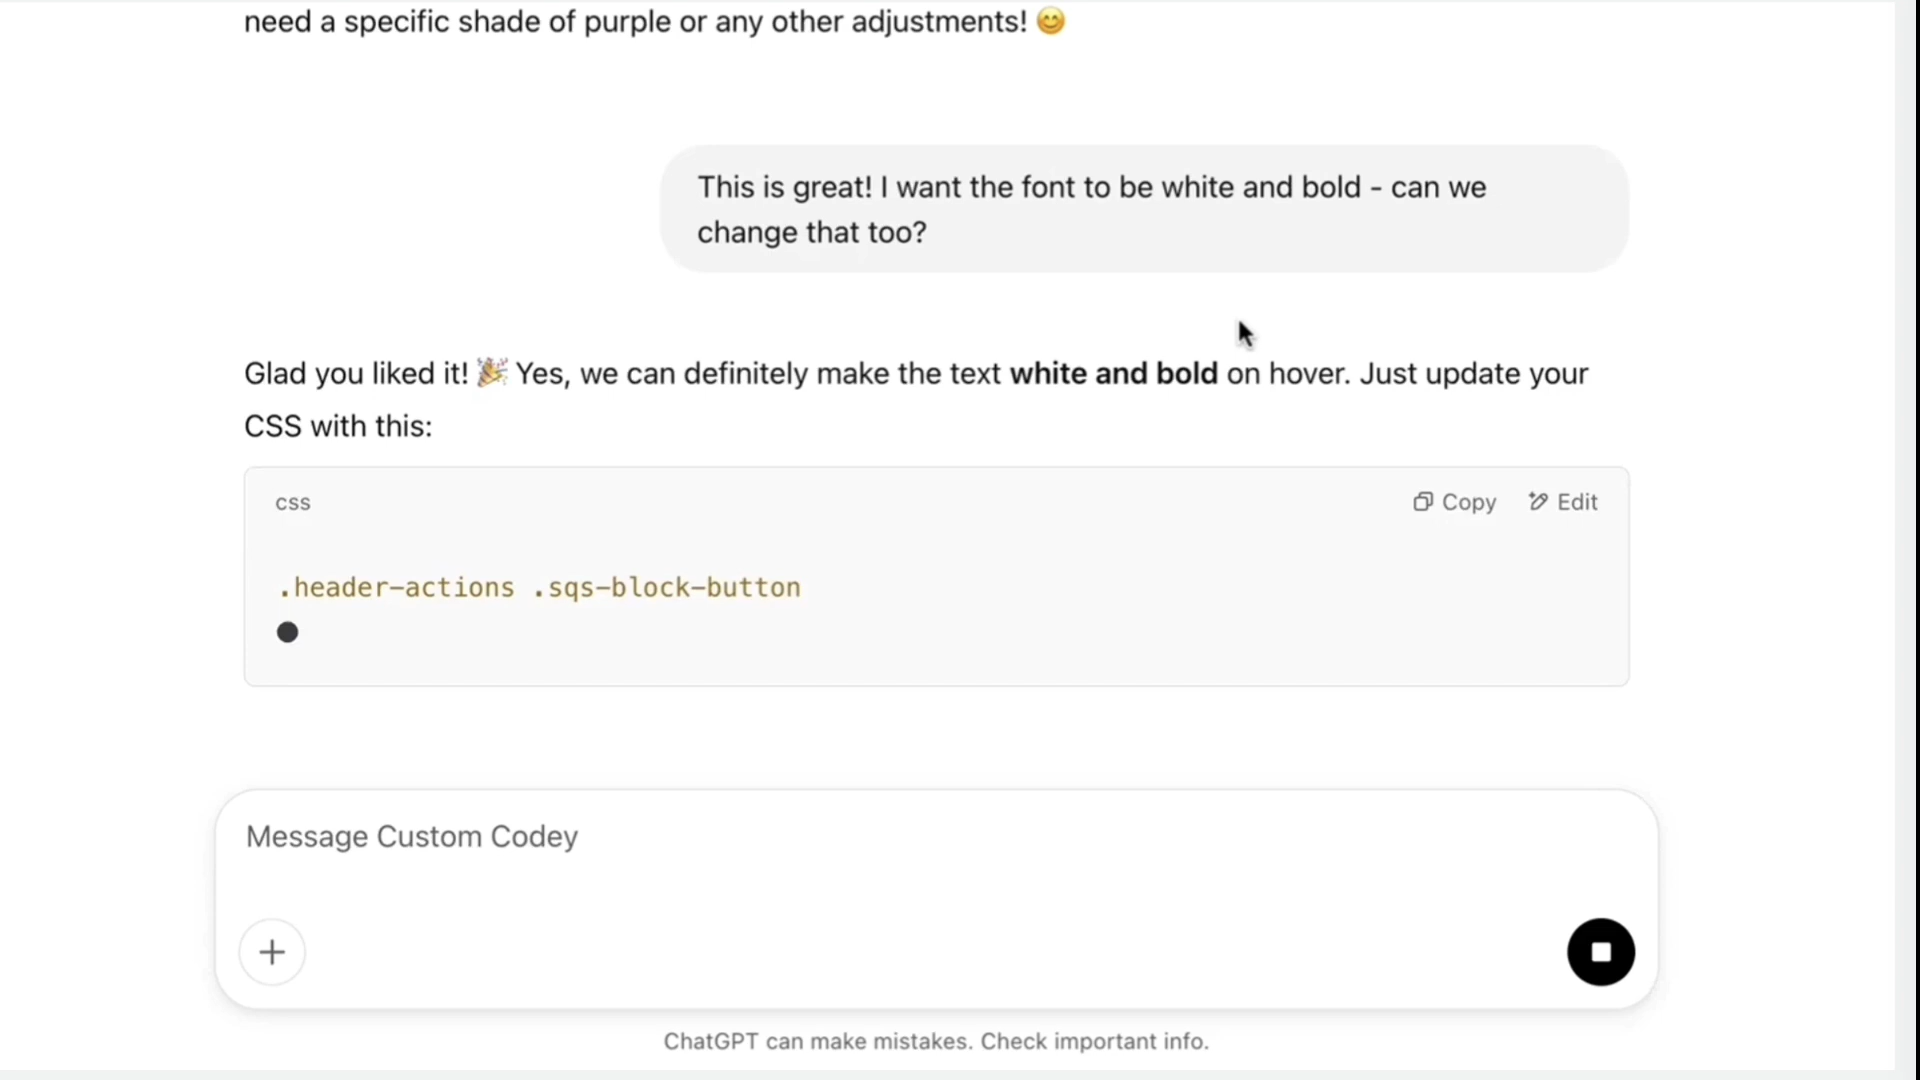 need a specific shade of purple or any other adjustments! 😊
This is great! I want the font to be white and bold - can we
change that too?
Glad you liked it! 🎉 Yes, we can definitely make the text white and bold on hover. Just update your
CSS with this:
css
Copy
Edit
.header-actions .sqs-block-button
Message Custom Codey
ChatGPT can make mistakes. Check important info.